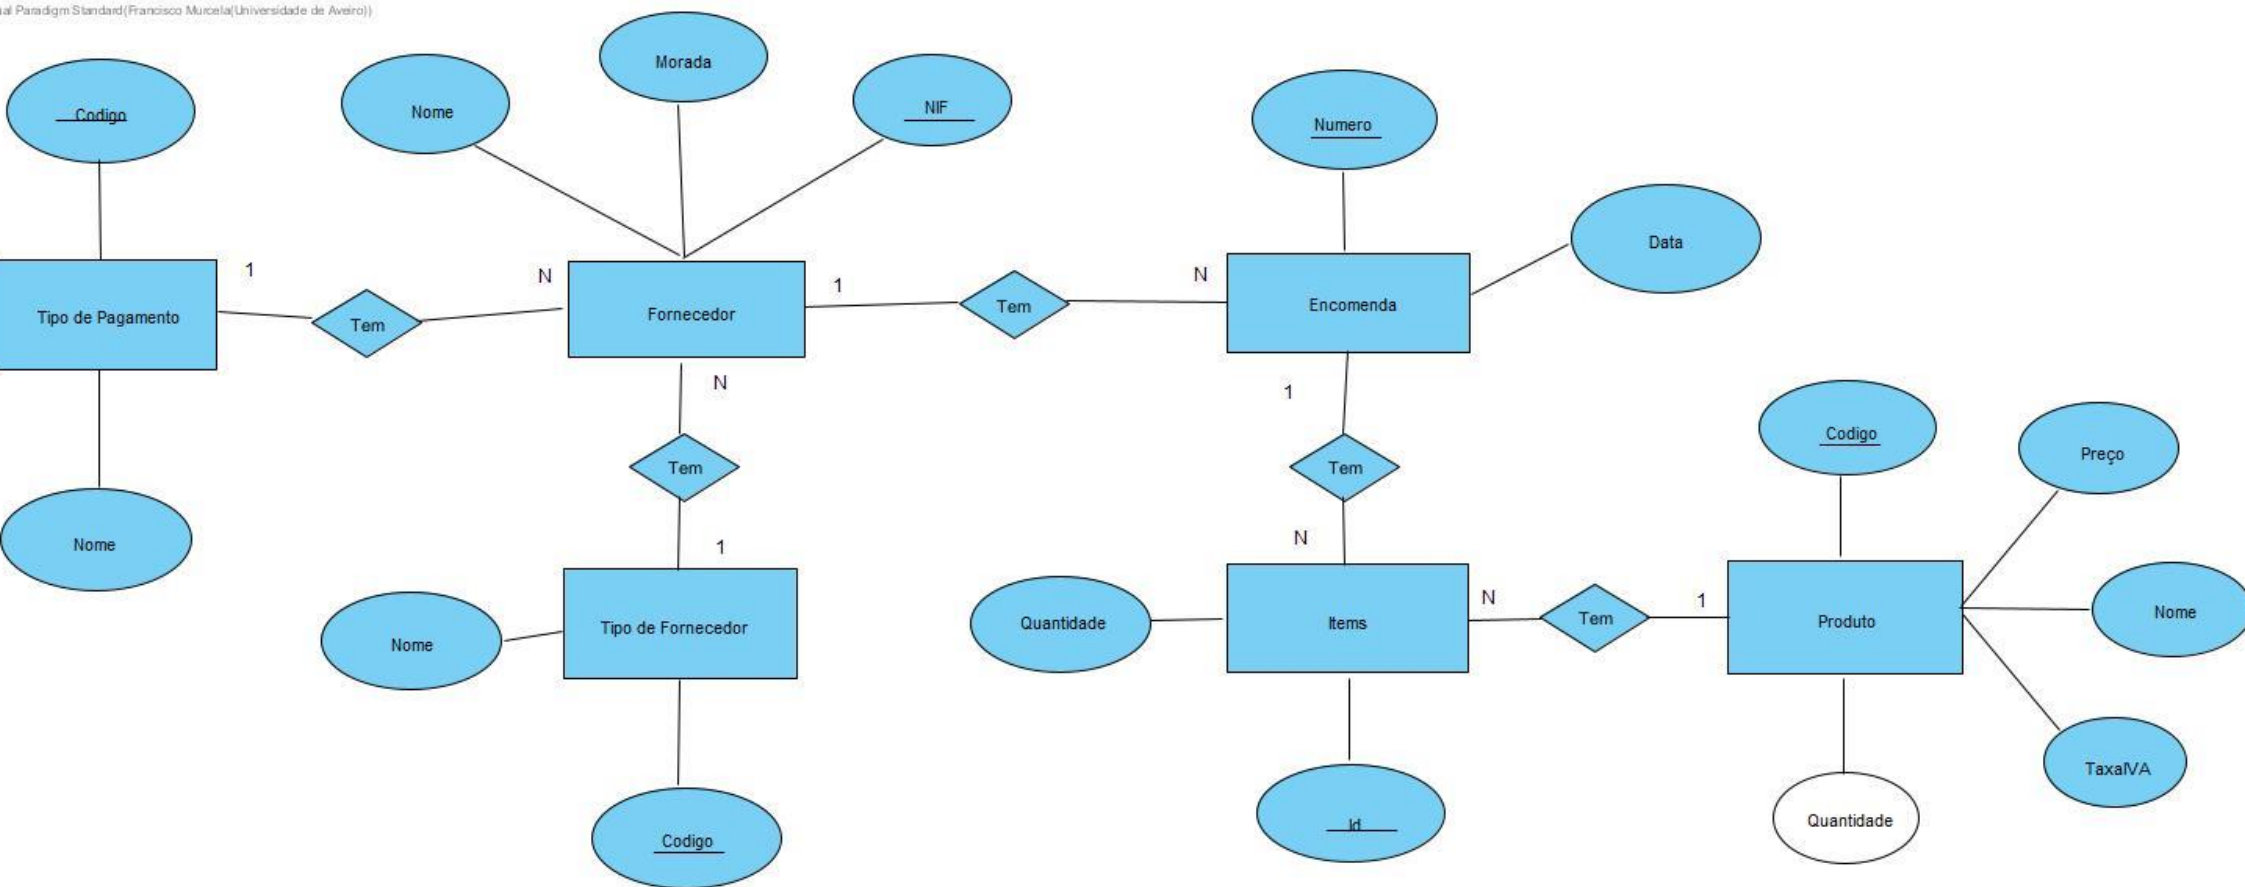 al Paradigm Standard(Francisco Murcela(Universidade de Aveiro))
Codigo
Nome
Morada
NIF
Numero
Data
Tipo de Pagamento
1
Tem
N
Fornecedor
1
Tem
N
Encomenda
N
1
Tem
Tem
1
N
Nome
Nome
Tipo de Fornecedor
Codigo
Quantidade
Items
Id
N
Tem
1
Produto
Codigo
Preço
Nome
TaxaIVA
Quantidade